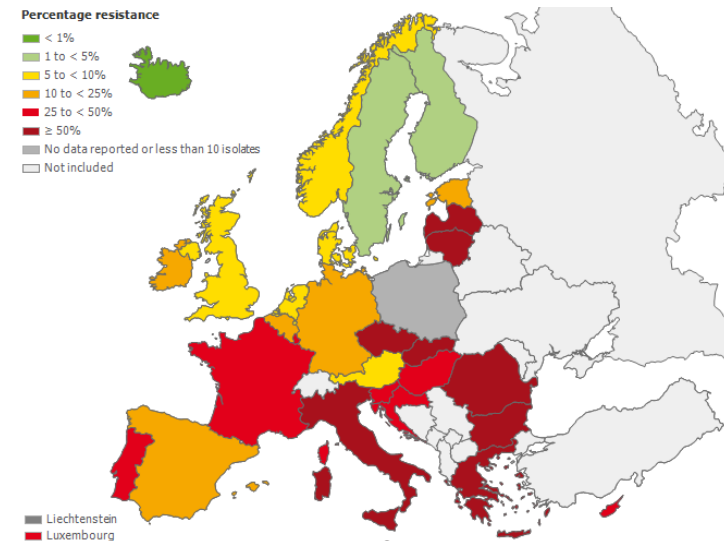 Percentage resistance
< 1%
1 to < 5%
5 to < 10%
10 to < 25%
25 to < 50%
≥ 50%
No data reported or less than 10 isolates
Not included
Liechtenstein
Luxembourg